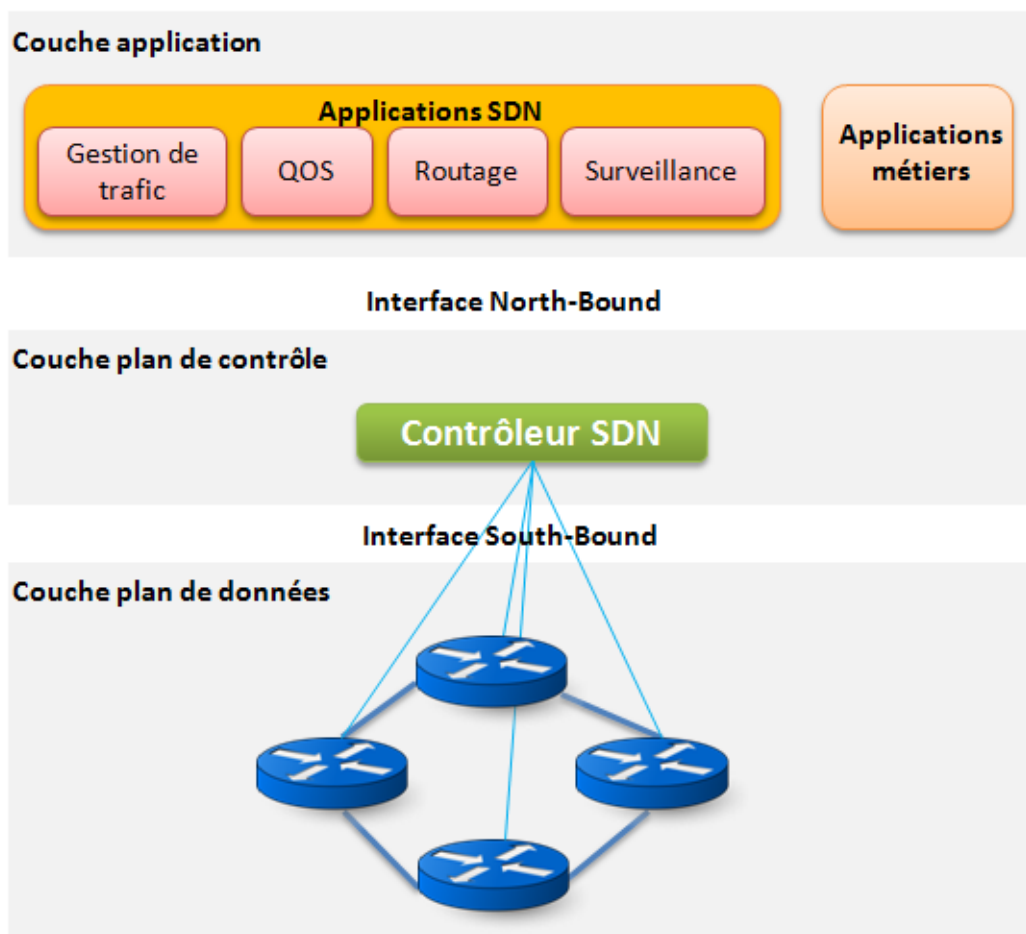 Couche application
Applications SDN
Gestion de
trafic
QOS
Routage
Surveillance
Applications
métiers
Interface North-Bound
Couche plan de contrôle
Contrôleur SDN
Interface South-Bound
Couche plan de données